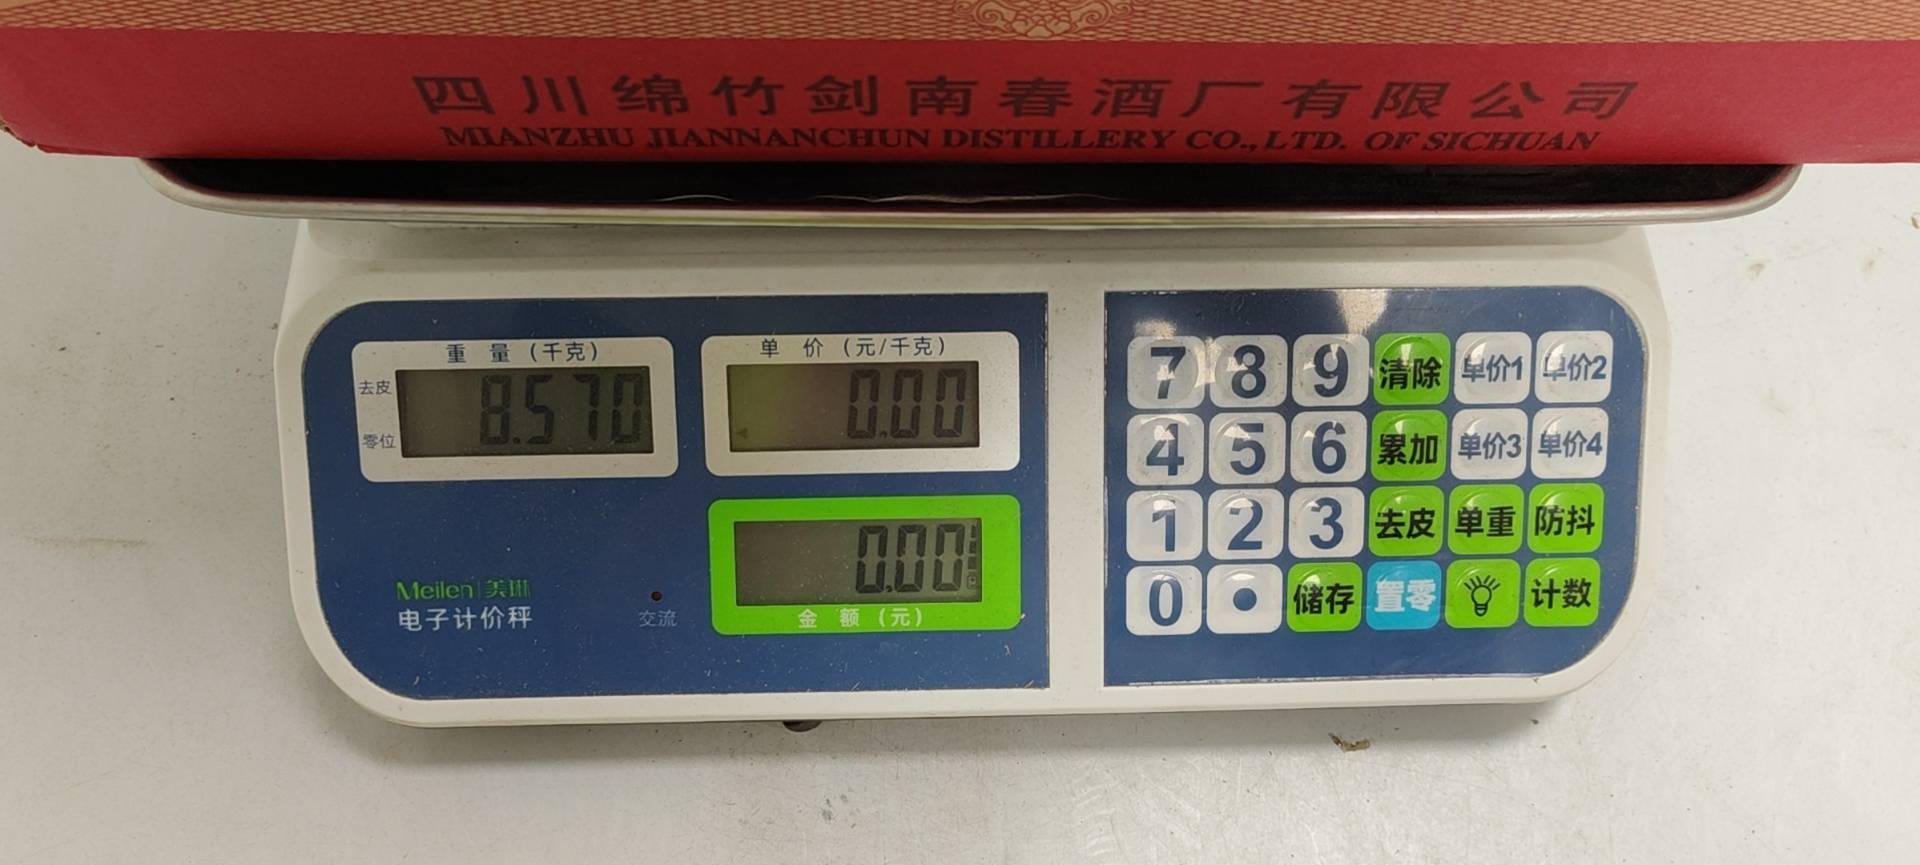 四川绵竹剑南春酒厂有限公司
MIANZHU JIANNANCHUN DISTILLERY CO., LTD. OF SICHUAN
重 量 (千克)
去皮
零位
8.570
单 价 (元/千克)
0.00
0.00
金 额 (元)
Meilen|美琳
电子计价秤
交流
7 8 9 清除 单价1 单价2
4 5 6 累加 单价3 单价4
1 2 3 去皮 单重 防抖
0 • 储存 置零 计数